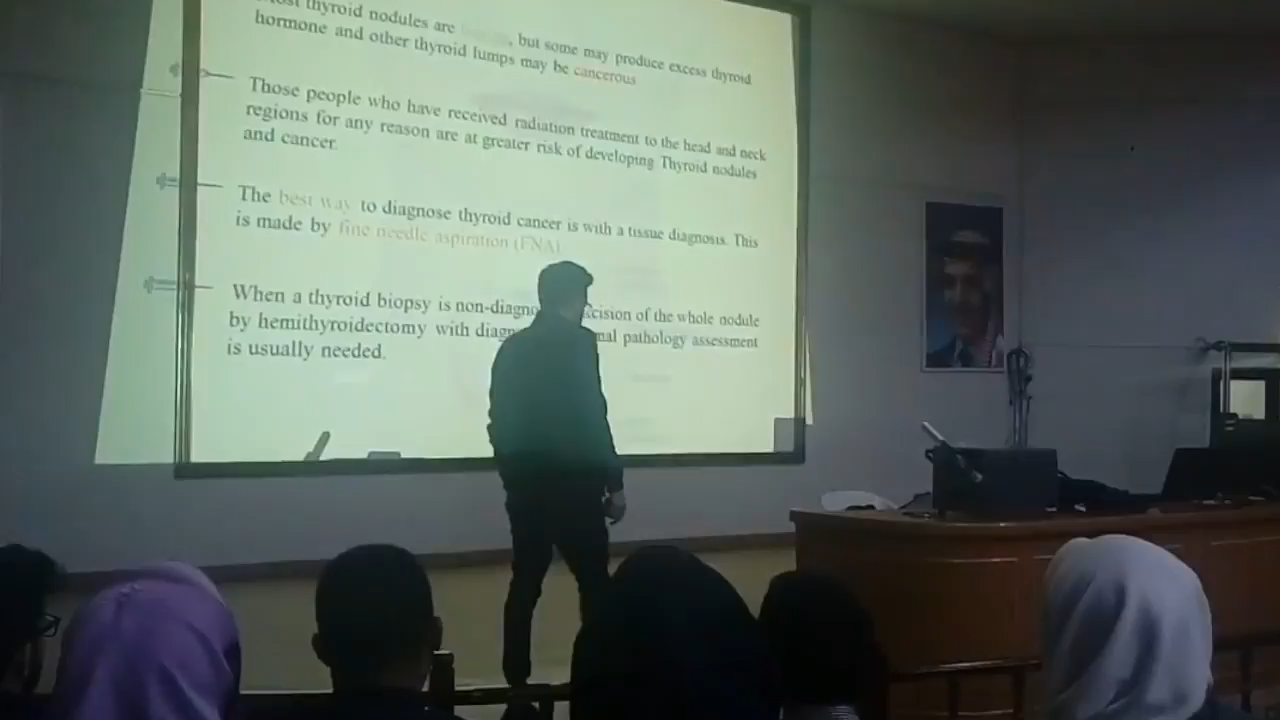 thyroid nodules are , but some may produce excess thyroid
hormone and other thyroid lumps may be cancerous
Those people who have received radiation treatment to the head and neck
regions for any reason are at greater risk of developing Thyroid nodules
and cancer.
The best way to diagnose thyroid cancer is with a tissue diagnosis. This
is made by fine needle aspiration (FNA)
When a thyroid biopsy is non-diagno cision of the whole nodule
by hemithyroidectomy with diagn nal pathology assessment
is usually needed.